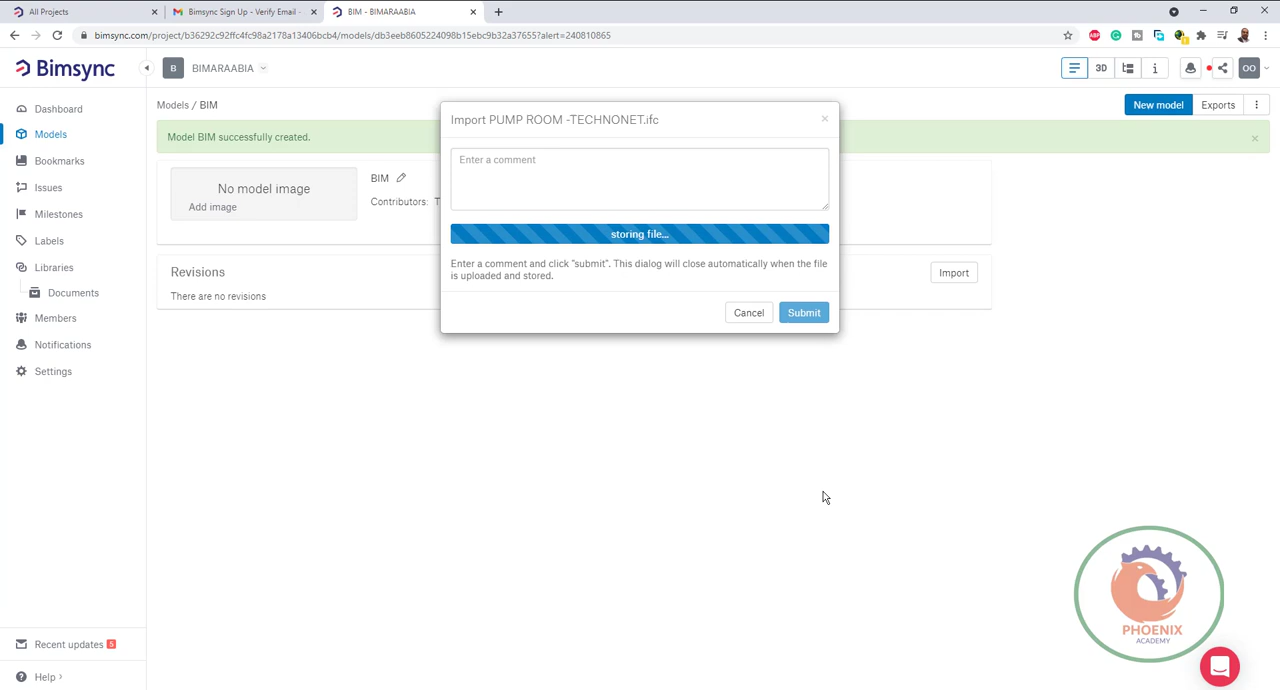 All Projects
Bimsync Sign Up - Verify Email -
BIM - BIMARAABIA
bimsync.com/project/b36292c92ffc4fc98a2178a13406bcb4/models/db3eeb8605224098b15ebc9b32a37655?alert=240810865
Bimsync
B
BIMARAABIA
3D
OO
Dashboard
Models
Bookmarks
Issues
Milestones
Labels
Libraries
Documents
Members
Notifications
Settings
Recent updates 5
Help
Models / BIM
New model
Exports
Model BIM successfully created.
No model image
Add image
BIM
Contributors: T
Revisions
Import
There are no revisions
Import PUMP ROOM -TECHNONET.ifc
Enter a comment
storing file...
Enter a comment and click "submit". This dialog will close automatically when the file
is uploaded and stored.
Cancel
Submit
PHOENIX
ACADEMY